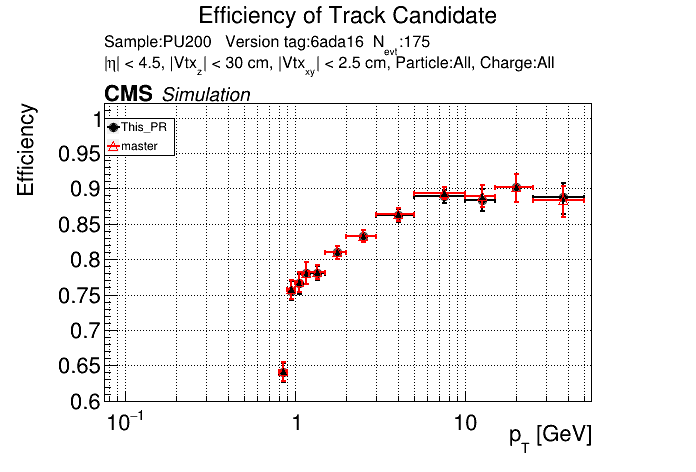 Efficiency of Track Candidate
Sample:PU200 Version tag:6ada16 N_evt:175
|η| < 4.5, |Vtx_z| < 30 cm, |Vtx_xy| < 2.5 cm, Particle:All, Charge:All
CMS Simulation
Efficiency
1
This_PR
master
0.95
0.9
0.85
0.8
0.75
0.7
0.65
0.6
10⁻¹ 1 10
p_T [GeV]